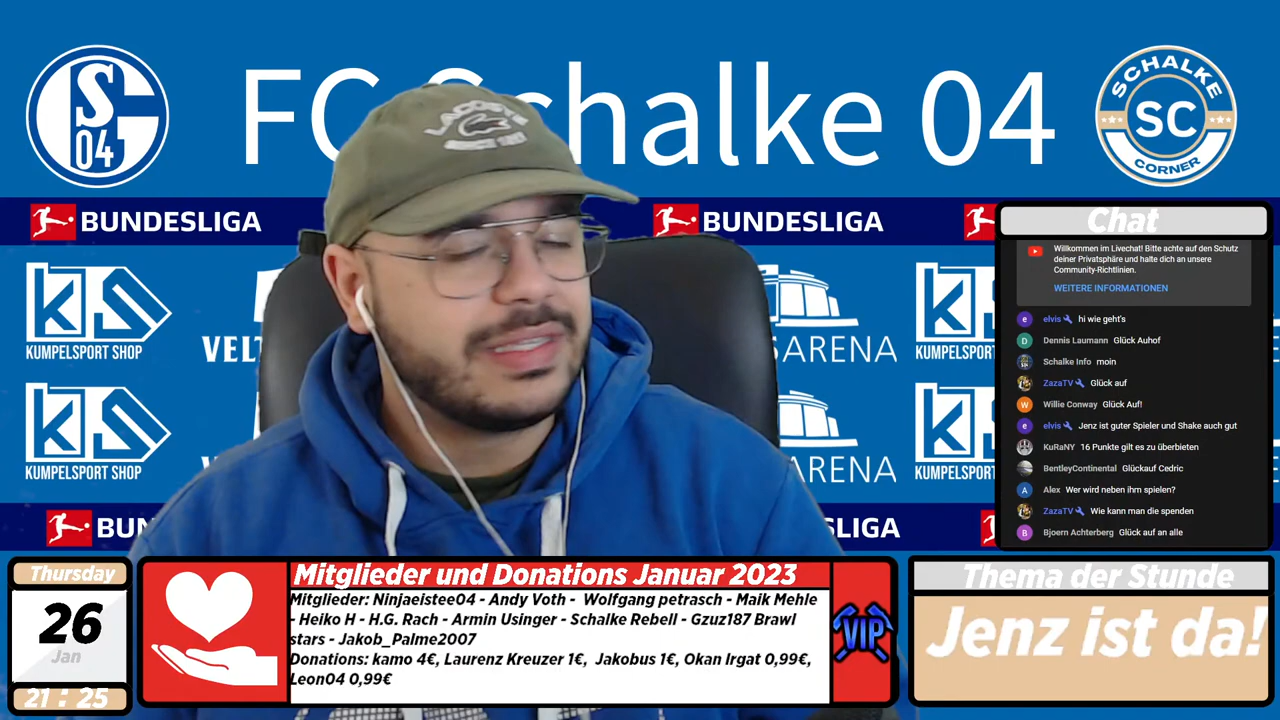 FC Schalke 04
S
04
SCHALKE
SC
CORNER
LACOSTE
BUNDESLIGA
BUNDESLIGA
KUMPELSPORT SHOP
VELT
ARENA
KUMPELSPORT SHOP
KUMPELSPORT SHOP
ARENA
KUMPELSPORT SHOP
BUN
SLIGA
Chat
Willkommen im Livechat! Bitte achte auf den Schutz
deiner Privatsphäre und halte dich an unsere
Community-Richtlinien.
WEITERE INFORMATIONEN
e elvis hi wie geht's
D Dennis Laumann Glück Auhof
Schalke Info moin
ZazaTV Glück auf
W Willie Conway Glück Auf!
e elvis Jenz ist guter Spieler und Shake auch gut
KuRaNY 16 Punkte gilt es zu überbieten
BentleyContinental Glückauf Cedric
A Alex Wer wird neben ihm spielen?
ZazaTV Wie kann man die spenden
B Bjoern Achterberg Glück auf an alle
Thursday
26
Jan
21 : 25
Mitglieder und Donations Januar 2023
Mitglieder: Ninjaeistee04 - Andy Voth - Wolfgang petrasch - Maik Mehle
- Heiko H - H.G. Rach - Armin Usinger - Schalke Rebell - Gzuz187 Brawl
stars - Jakob_Palme2007
Donations: kamo 4€, Laurenz Kreuzer 1€, Jakobus 1€, Okan Irgat 0,99€,
Leon04 0,99€
VIP
Thema der Stunde
Jenz ist da!